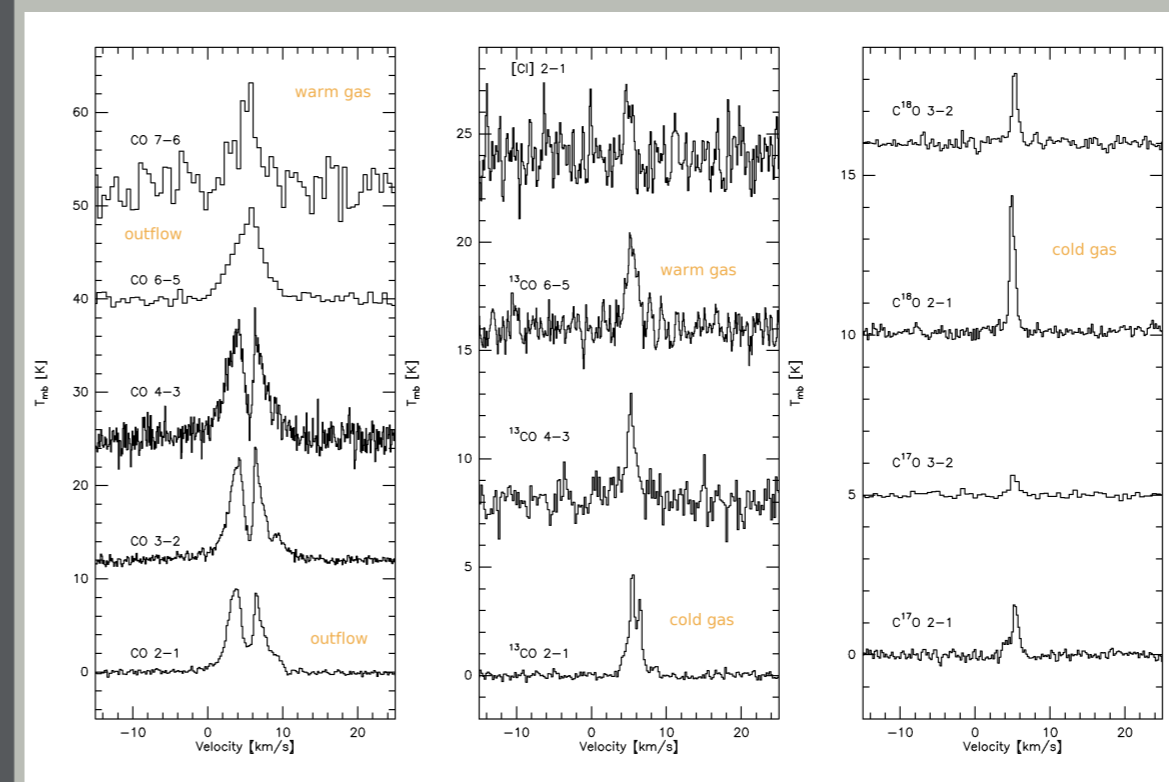 warm gas
CO 7−6
outflow
CO 6−5
CO 4−3
CO 3−2
outflow
CO 2−1
60
50
40
30
20
10
0
Tmb [K]
−10 0 10 20
Velocity [km/s]
[CI] 2−1
warm gas
13CO 6−5
13CO 4−3
cold gas
13CO 2−1
25
20
15
10
5
0
Tmb [K]
−10 0 10 20
Velocity [km/s]
C18O 3−2
cold gas
C18O 2−1
C17O 3−2
C17O 2−1
15
10
5
0
Tmb [K]
−10 0 10 20
Velocity [km/s]